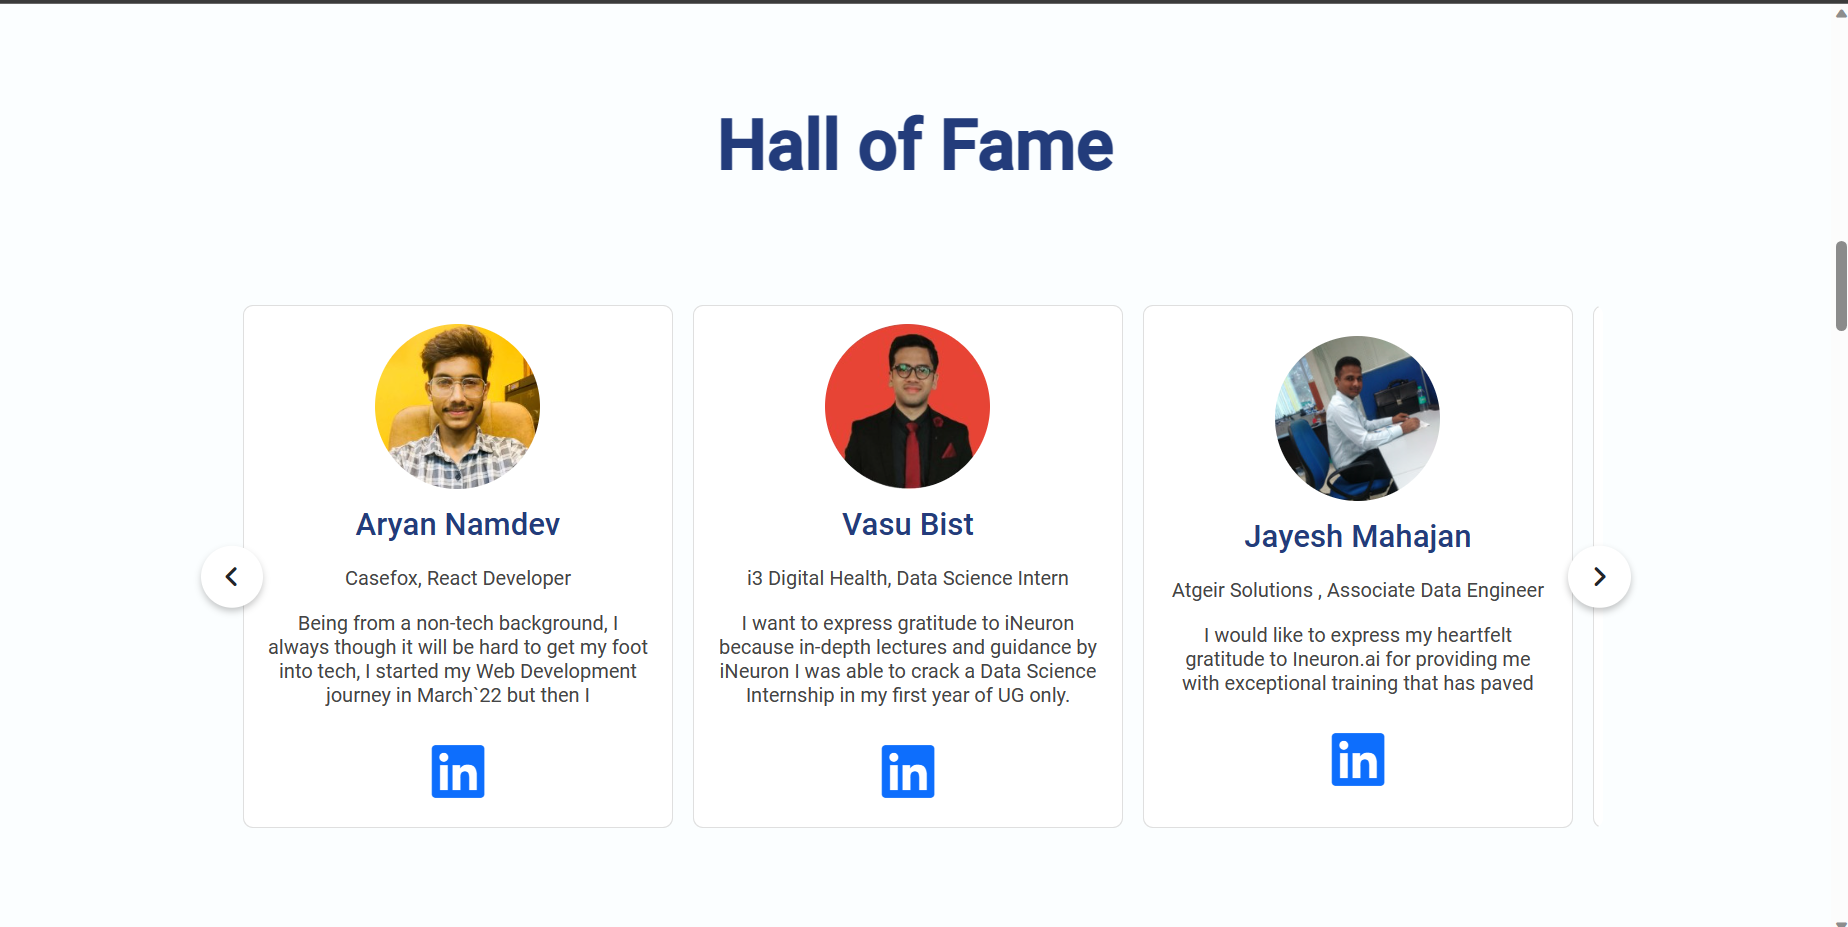 Hall of Fame
Aryan Namdev
Casefox, React Developer
Being from a non-tech background, I
always though it will be hard to get my foot
into tech, I started my Web Development
journey in March`22 but then I
in
Vasu Bist
i3 Digital Health, Data Science Intern
I want to express gratitude to iNeuron
because in-depth lectures and guidance by
iNeuron I was able to crack a Data Science
Internship in my first year of UG only.
in
Jayesh Mahajan
Atgeir Solutions , Associate Data Engineer
I would like to express my heartfelt
gratitude to Ineuron.ai for providing me
with exceptional training that has paved
in